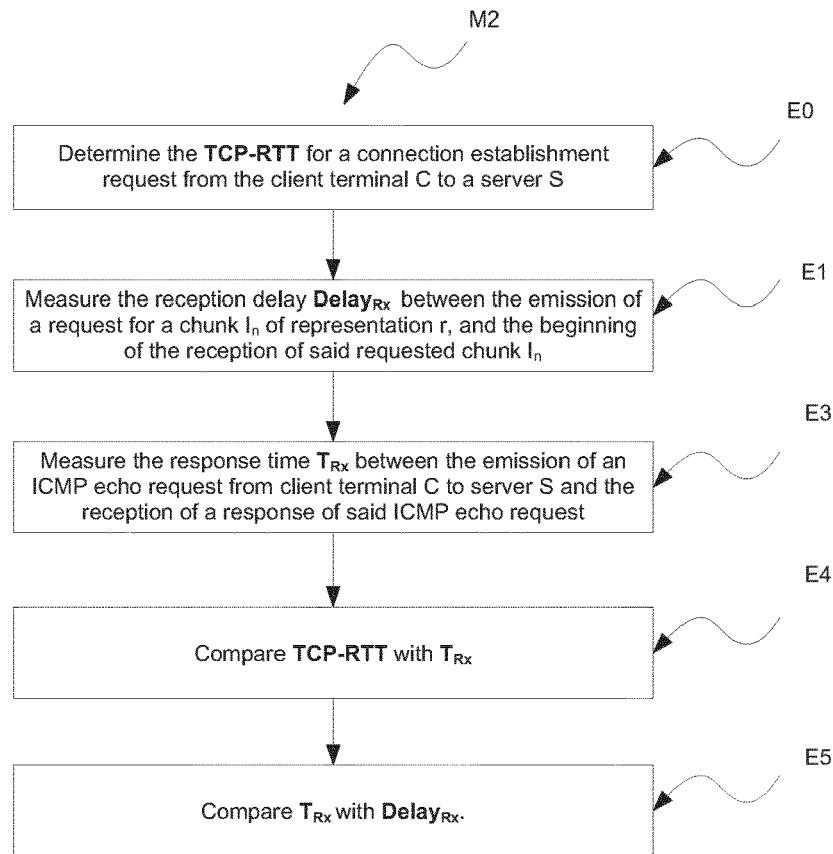 M2
E0
Determine the TCP-RTT for a connection establishment
request from the client terminal C to a server S
E1
Measure the reception delay DelayRx between the emission of
a request for a chunk In of representation r, and the beginning
of the reception of said requested chunk In
E3
Measure the response time TRx between the emission of an
ICMP echo request from client terminal C to server S and the
reception of a response of said ICMP echo request
E4
Compare TCP-RTT with TRx
E5
Compare TRx with DelayRx.